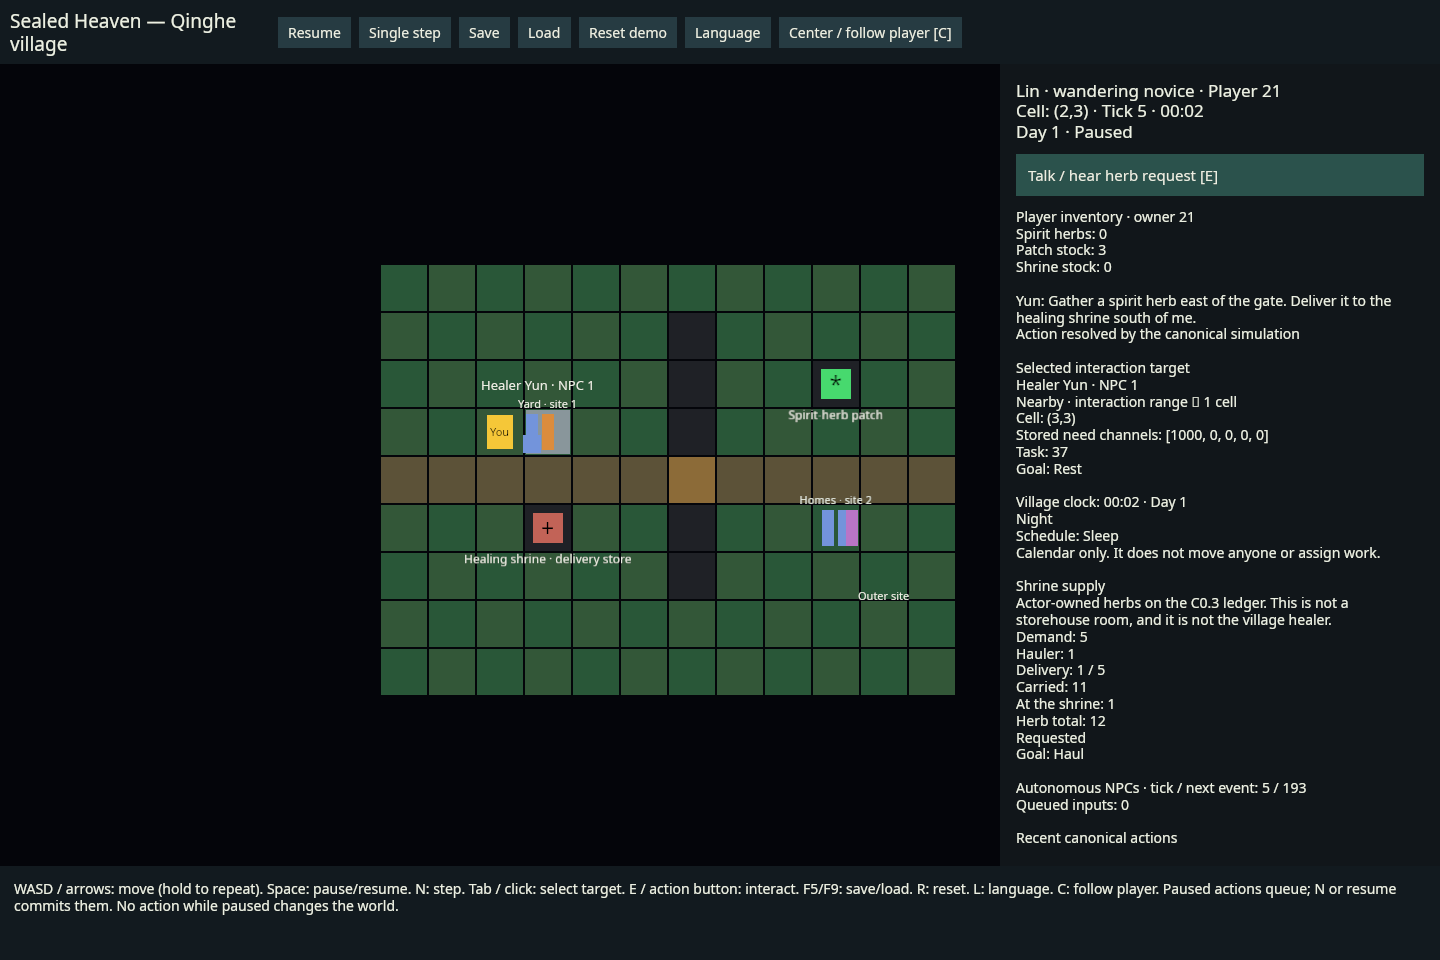 Sealed Heaven — Qinghe
village
Resume
Single step
Save
Load
Reset demo
Language
Center / follow player [C]
Lin · wandering novice · Player 21
Cell: (2,3) · Tick 5 · 00:02
Day 1 · Paused
Talk / hear herb request [E]
Player inventory · owner 21
Spirit herbs: 0
Patch stock: 3
Shrine stock: 0
Yun: Gather a spirit herb east of the gate. Deliver it to the
healing shrine south of me.
Action resolved by the canonical simulation
Selected interaction target
Healer Yun · NPC 1
Nearby · interaction range 1 cell
Cell: (3,3)
Stored need channels: [1000, 0, 0, 0, 0]
Task: 37
Goal: Rest
Village clock: 00:02 · Day 1
Night
Schedule: Sleep
Calendar only. It does not move anyone or assign work.
Shrine supply
Actor-owned herbs on the C0.3 ledger. This is not a
storehouse room, and it is not the village healer.
Demand: 5
Hauler: 1
Delivery: 1 / 5
Carried: 11
At the shrine: 1
Herb total: 12
Requested
Goal: Haul
Autonomous NPCs · tick / next event: 5 / 193
Queued inputs: 0
Recent canonical actions
Healer Yun · NPC 1
Yard · site 1
You
*
Spirit herb patch
Homes · site 2
+
Healing shrine · delivery store
Outer site
WASD / arrows: move (hold to repeat). Space: pause/resume. N: step. Tab / click: select target. E / action button: interact. F5/F9: save/load. R: reset. L: language. C: follow player. Paused actions queue; N or resume
commits them. No action while paused changes the world.